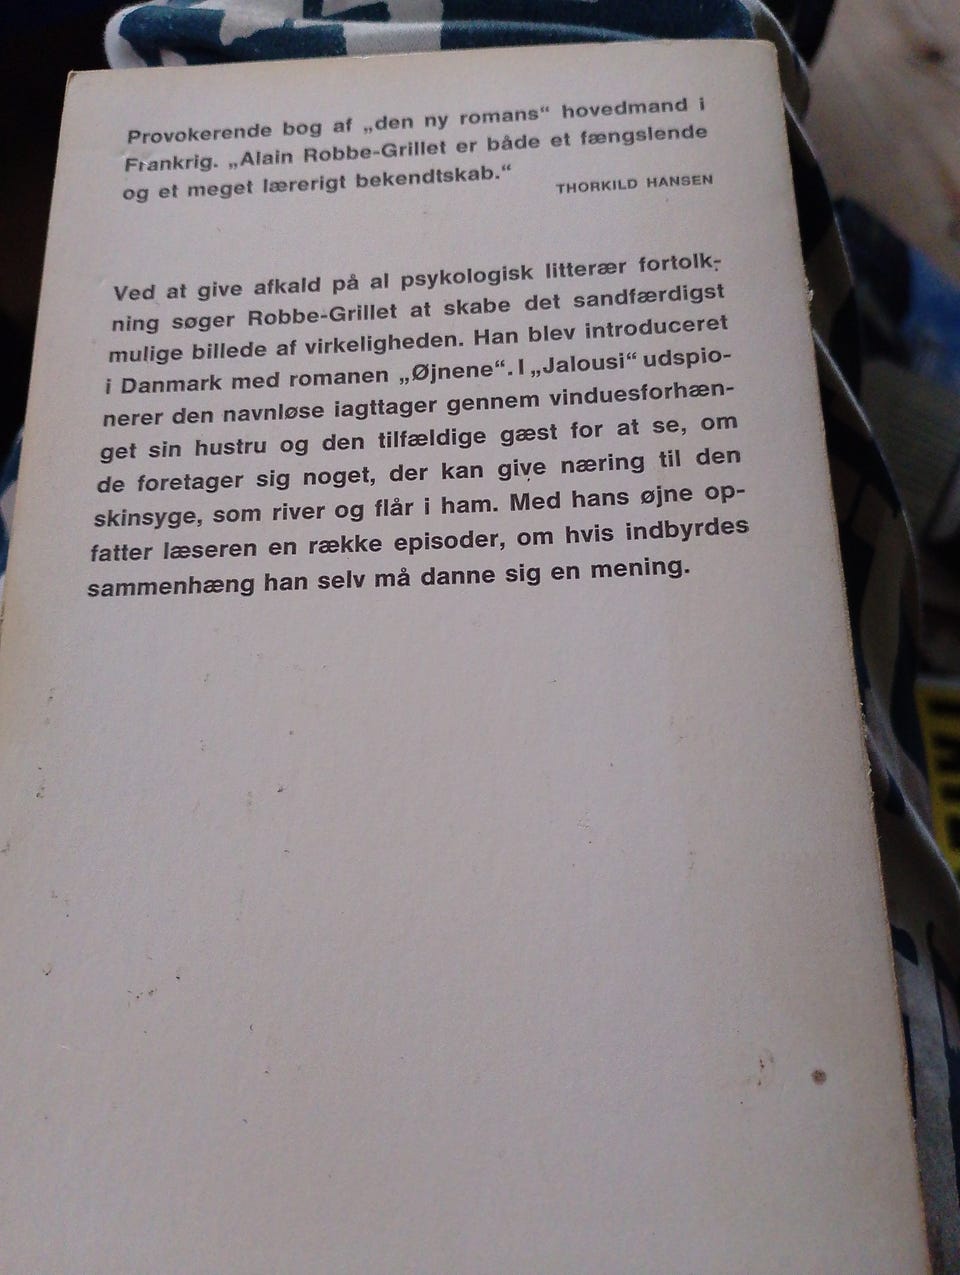 Provokerende bog af „den ny romans“ hovedmand i
Frankrig. „Alain Robbe-Grillet er både et fængslende
og et meget lærerigt bekendtskab.“
THORKILD HANSEN
Ved at give afkald på al psykologisk litterær fortolk-
ning søger Robbe-Grillet at skabe det sandfærdigst
mulige billede af virkeligheden. Han blev introduceret
i Danmark med romanen „Øjnene“. I „Jalousi“ udspio-
nerer den navnløse iagttager gennem vinduesforhæn-
get sin hustru og den tilfældige gæst for at se, om
de foretager sig noget, der kan give næring til den
skinsyge, som river og flår i ham. Med hans øjne op-
fatter læseren en række episoder, om hvis indbyrdes
sammenhæng han selv må danne sig en mening.